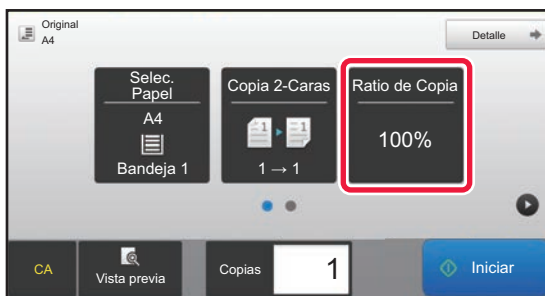 Original
A4
Detalle
Selec.
Papel
A4
Bandeja 1
Copia 2-Caras
1 → 1
Ratio de Copia
100%
CA
Vista previa
Copias
1
Iniciar